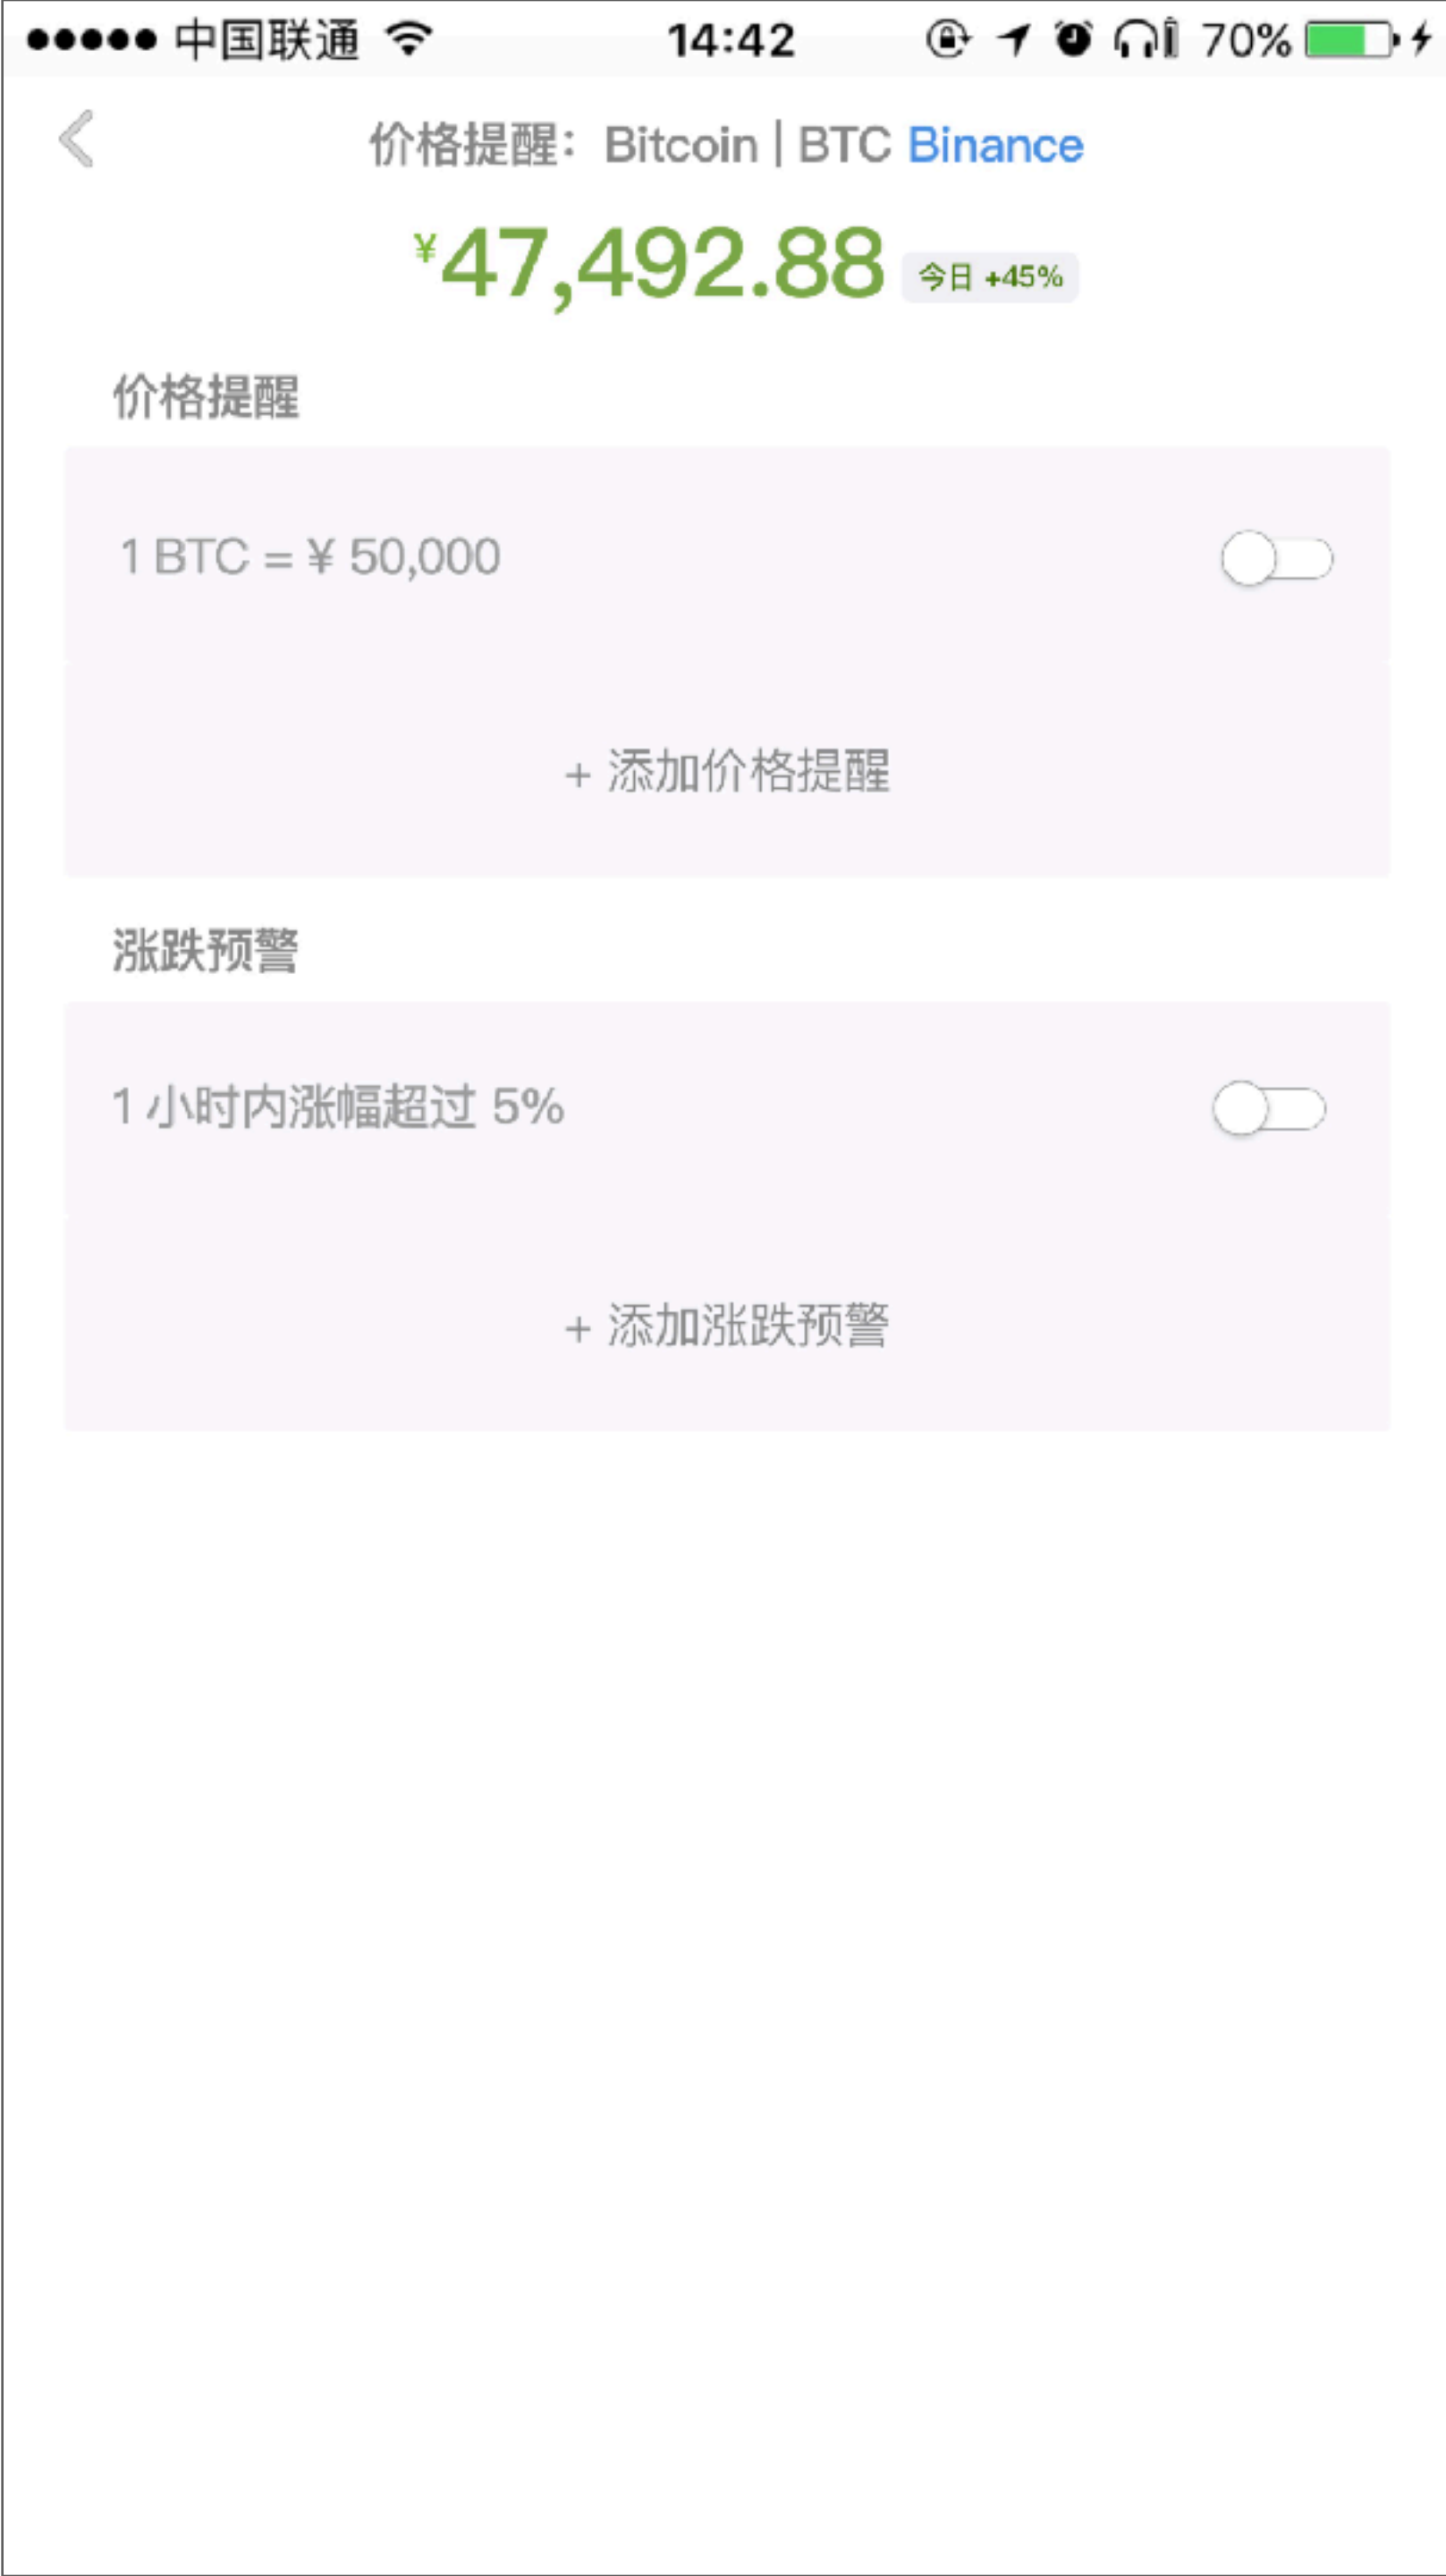 中国联通 14:42 70%
价格提醒：Bitcoin | BTC Binance
¥47,492.88 今日 +45%
价格提醒
1 BTC = ¥ 50,000
+ 添加价格提醒
涨跌预警
1 小时内涨幅超过 5%
+ 添加涨跌预警